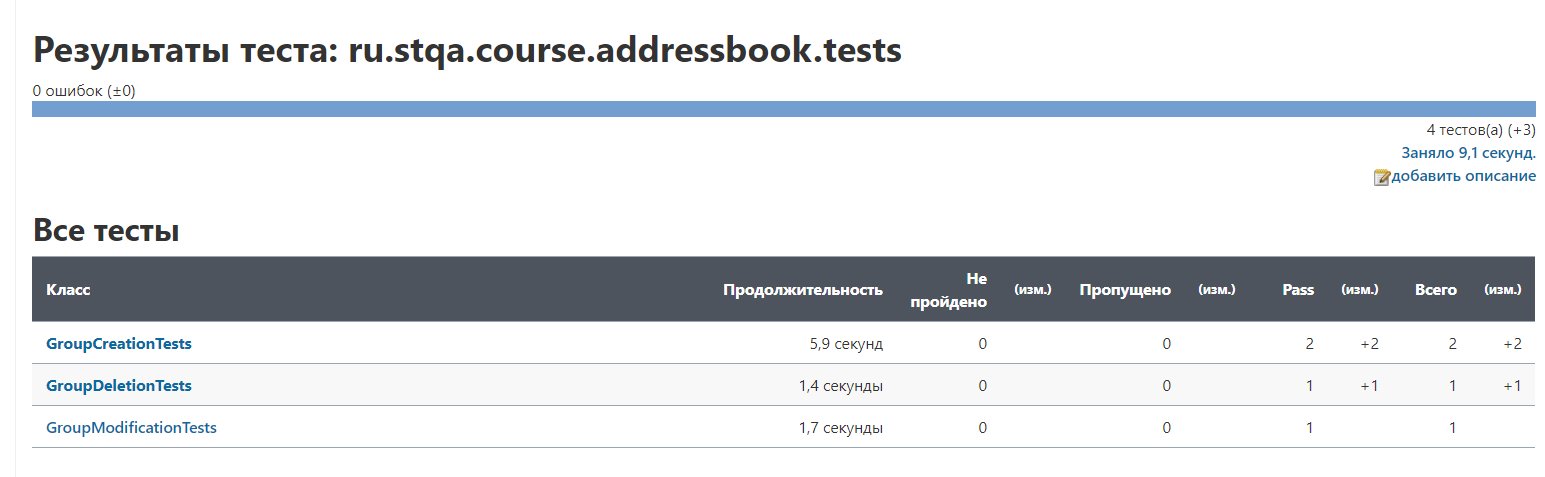 Результаты теста: ru.stqa.course.addressbook.tests
0 ошибок (±0)
4 тестов(а) (+3)
Заняло 9,1 секунд.
добавить описание
Все тесты
Класс Продолжительность Не пройдено (изм.) Пропущено (изм.) Pass (изм.) Всего (изм.)
GroupCreationTests 5,9 секунд 0 0 2 +2 2 +2
GroupDeletionTests 1,4 секунды 0 0 1 +1 1 +1
GroupModificationTests 1,7 секунды 0 0 1 1